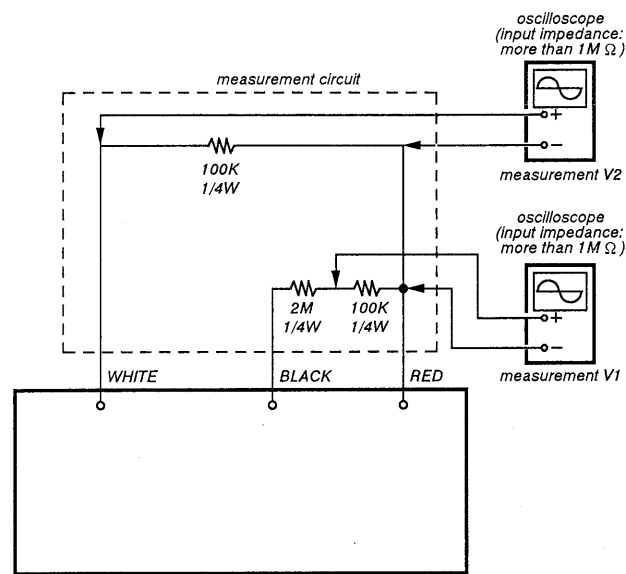 oscilloscope
(input impedance:
more than 1M Ω)
measurement circuit
+
−
100K
1/4W
measurement V2
oscilloscope
(input impedance:
more than 1M Ω)
2M
1/4W
100K
1/4W
+
−
measurement V1
WHITE
BLACK
RED